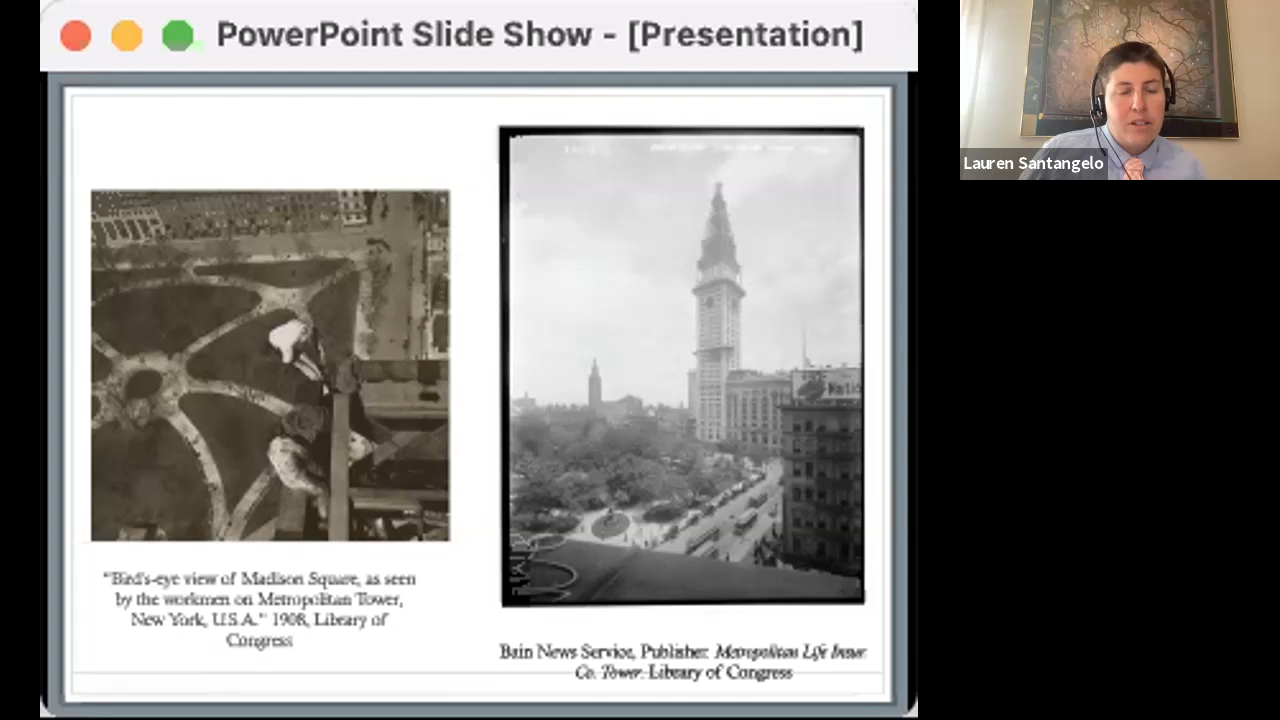 PowerPoint Slide Show - [Presentation]
Lauren Santangelo
"Bird's-eye view of Madison Square, as seen
by the workmen on Metropolitan Tower,
New York, U.S.A." 1908, Library of
Congress
Bain News Service, Publisher. Metropolitan Life Insur.
Co. Tower. Library of Congress